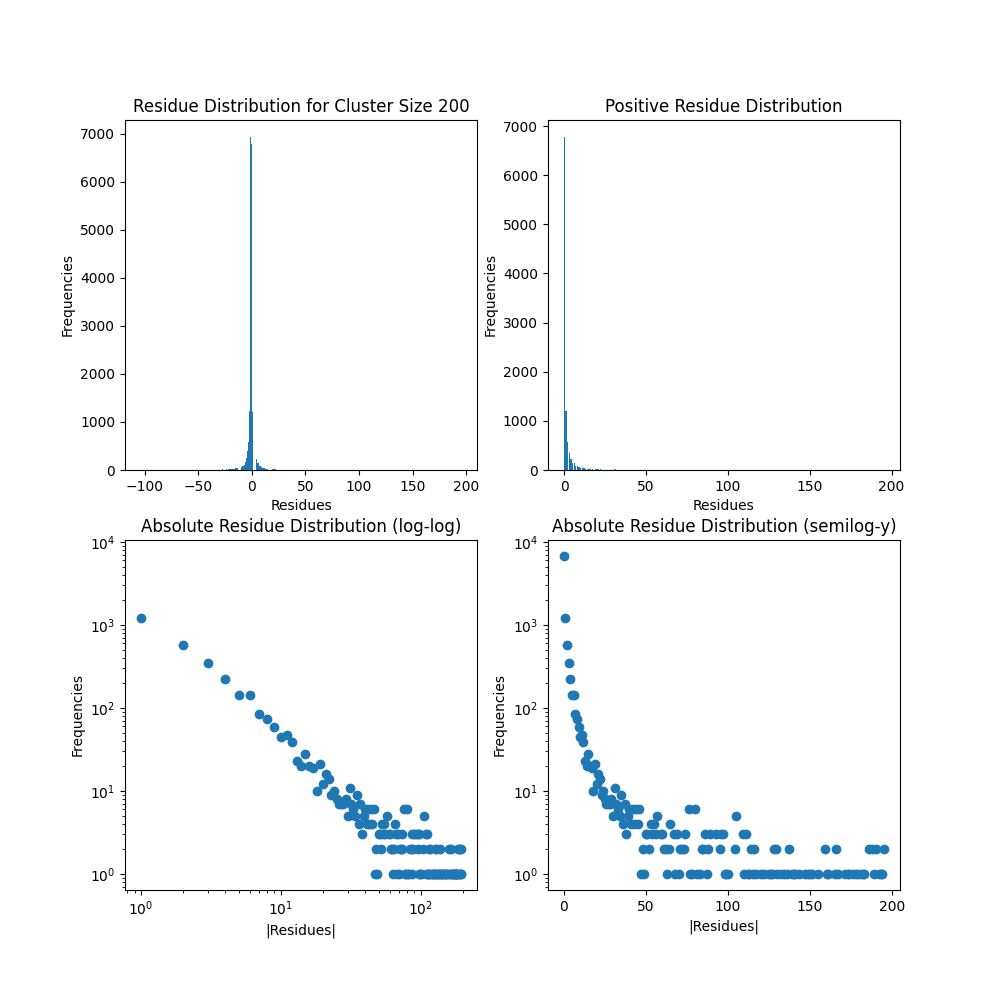 Residue Distribution for Cluster Size 200
7000
6000
5000
4000
3000
2000
1000
0
Frequencies
−100 −50 0 50 100 150 200
Residues
Positive Residue Distribution
7000
6000
5000
4000
3000
2000
1000
0
Frequencies
0 50 100 150 200
Residues
Absolute Residue Distribution (log-log)
10⁴
10³
10²
10¹
10⁰
Frequencies
10⁰ 10¹ 10²
|Residues|
Absolute Residue Distribution (semilog-y)
10⁴
10³
10²
10¹
10⁰
Frequencies
0 50 100 150 200
|Residues|